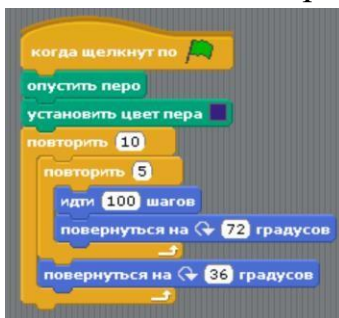 когда щелкнут по
опустить перо
установить цвет пера
повторить 10
повторить 5
идти 100 шагов
повернуться на 72 градусов
повернуться на 36 градусов